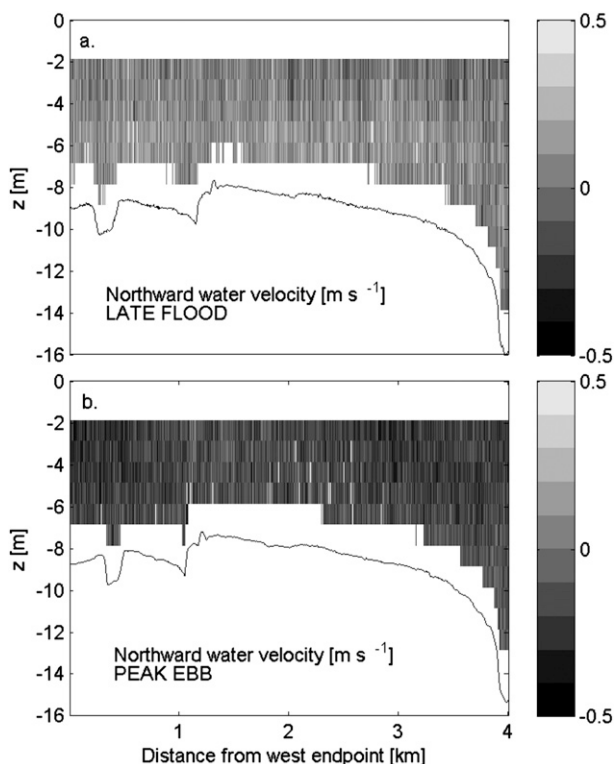 a.
0
-2
-4
-6
-8
-10
-12
-14
-16
z [m]
Northward water velocity [m s ⁻¹]
LATE FLOOD
0.5
0
-0.5
b.
0
-2
-4
-6
-8
-10
-12
-14
-16
z [m]
Northward water velocity [m s ⁻¹]
PEAK EBB
0.5
0
-0.5
0 1 2 3 4
Distance from west endpoint [km]